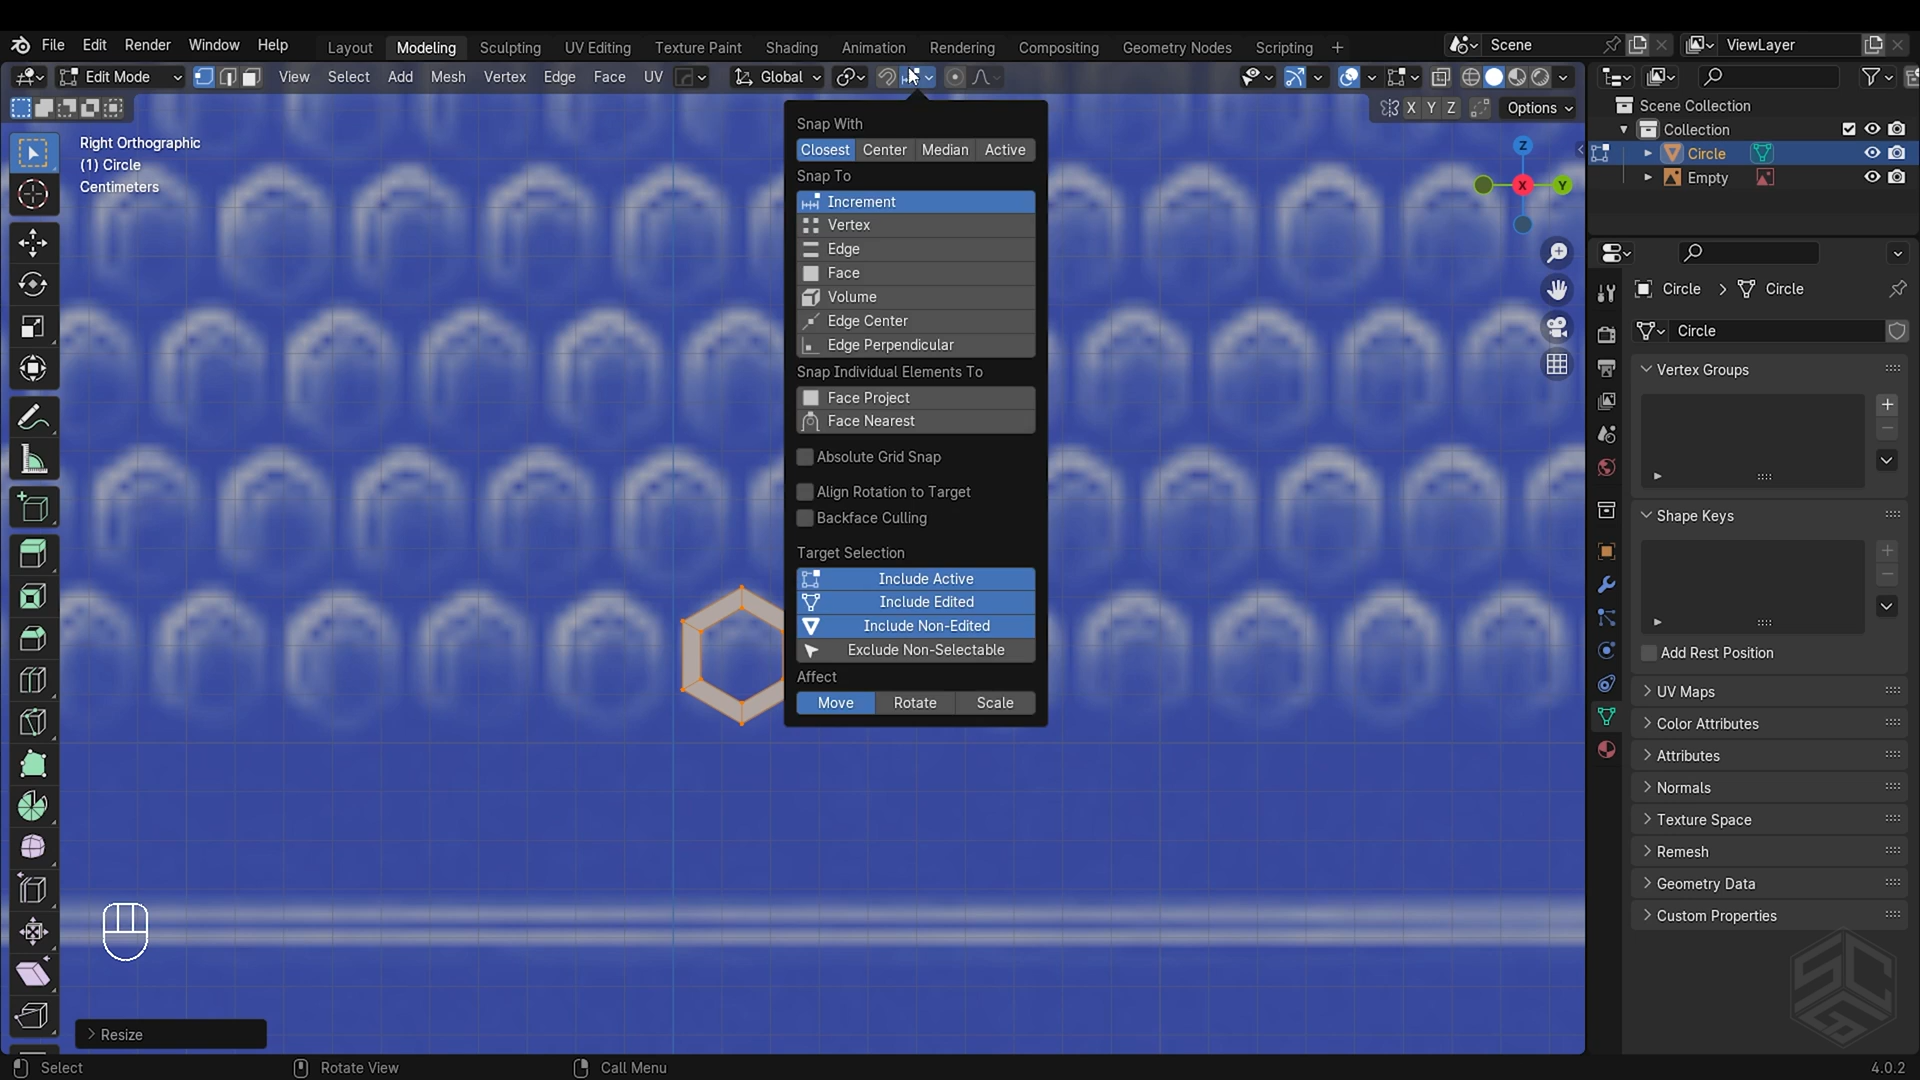 File Edit Render Window Help Layout Modeling Sculpting UV Editing Texture Paint Shading Animation Rendering Compositing Geometry Nodes Scripting + Scene ViewLayer
Edit Mode View Select Add Mesh Vertex Edge Face UV Global
X Y Z Options
Right Orthographic
(1) Circle
Centimeters
Snap With
Closest Center Median Active
Snap To
Increment
Vertex
Edge
Face
Volume
Edge Center
Edge Perpendicular
Snap Individual Elements To
Face Project
Face Nearest
Absolute Grid Snap
Align Rotation to Target
Backface Culling
Target Selection
Include Active
Include Edited
Include Non-Edited
Exclude Non-Selectable
Affect
Move Rotate Scale
Z
X Y
Scene Collection
Collection
Circle
Empty
Circle > Circle
Circle
Vertex Groups
Shape Keys
Add Rest Position
UV Maps
Color Attributes
Attributes
Normals
Texture Space
Remesh
Geometry Data
Custom Properties
Resize
Select Rotate View Call Menu 4.0.2